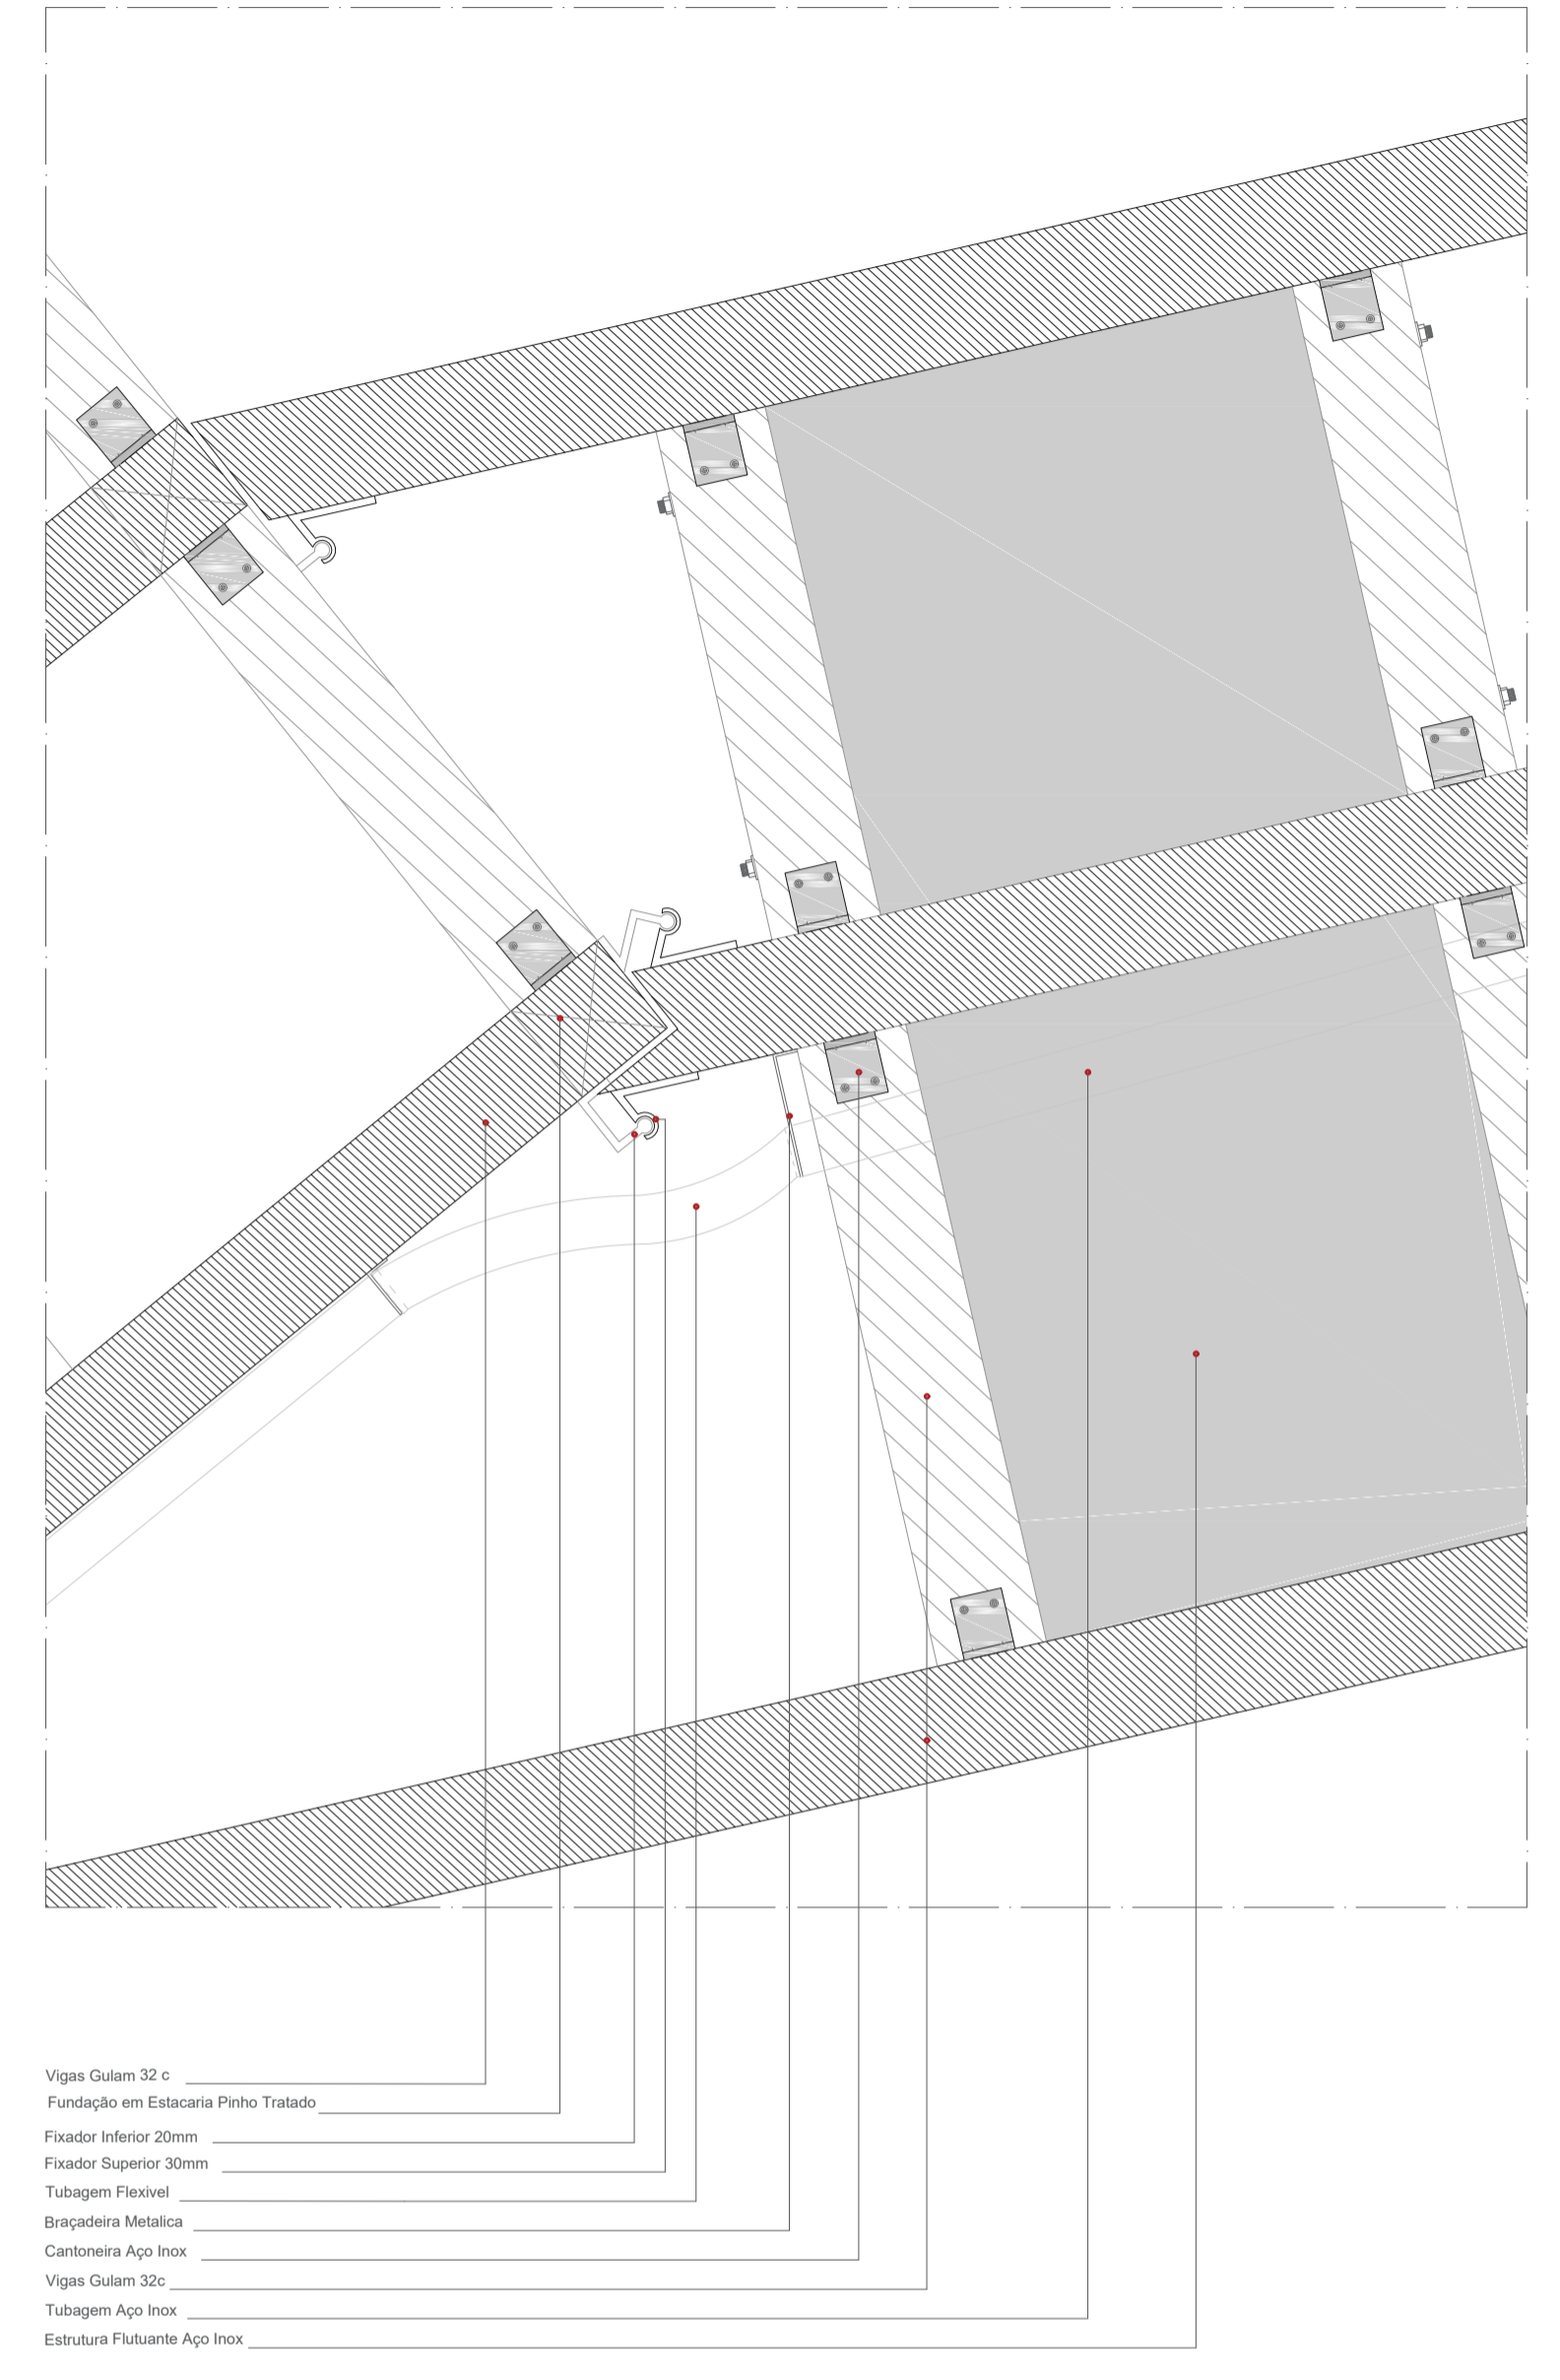 Vigas Gulam 32 c
Fundação em Estacaria Pinho Tratado
Fixador Inferior 20mm
Fixador Superior 30mm
Tubagem Flexivel
Braçadeira Metalica
Cantoneira Aço Inox
Vigas Gulam 32c
Tubagem Aço Inox
Estrutura Flutuante Aço Inox